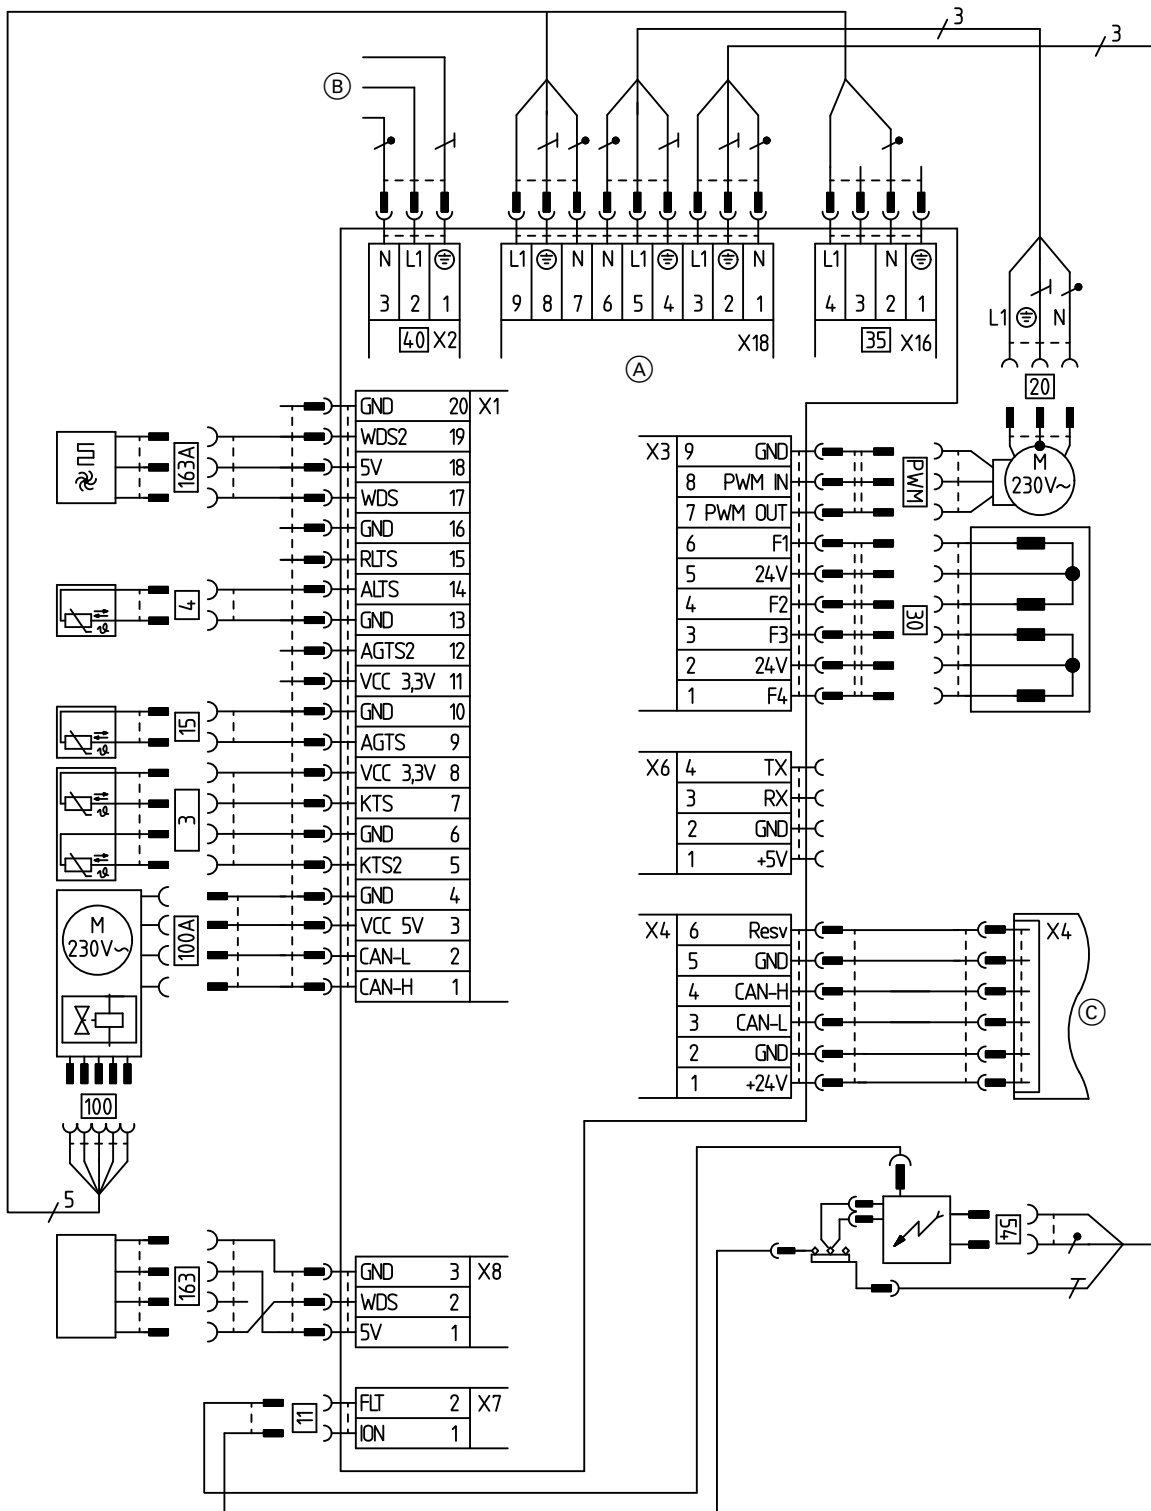 3
3
B
N L1
3 2 1
40 X2
L1 N N L1 L1 N
9 8 7 6 5 4 3 2 1
X18
L1 N
4 3 2 1
35 X16
A
L1 N
20
M
230V~
GND 20 X1
WDS2 19
5V 18
WDS 17
GND 16
RLTS 15
ALTS 14
GND 13
AGTS2 12
VCC 3,3V 11
GND 10
AGTS 9
VCC 3,3V 8
KTS 7
GND 6
KTS2 5
GND 4
VCC 5V 3
CAN-L 2
CAN-H 1
163A
4
ϑ
15
ϑ
3
ϑ
ϑ
M
230V~
100A
100
5
X3 9 GND
8 PWM IN
7 PWM OUT
6 F1
5 24V
4 F2
3 F3
2 24V
1 F4
PWM
30
X6 4 TX
3 RX
2 GND
1 +5V
X4 6 Resv
5 GND
4 CAN-H
3 CAN-L
2 GND
1 +24V
X4
C
54
163
GND 3 X8
WDS 2
5V 1
11
FLT 2 X7
ION 1